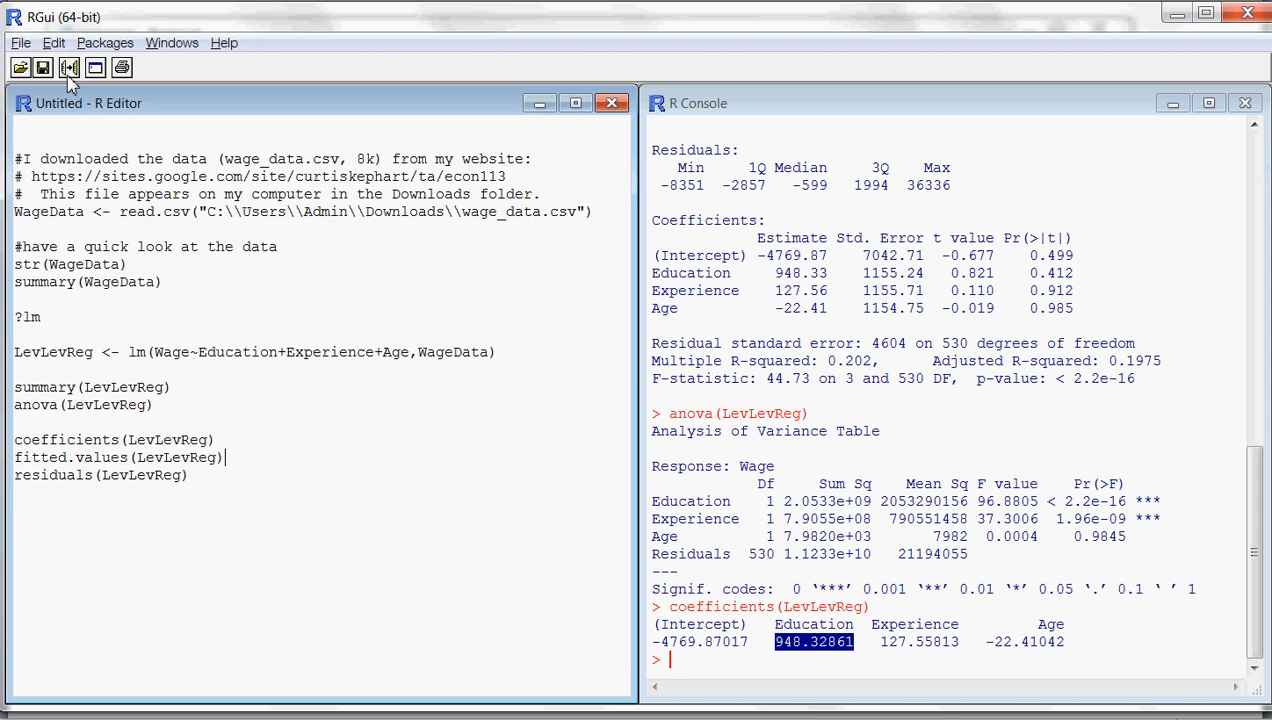 RGui (64-bit)
File Edit Packages Windows Help
Untitled - R Editor
#I downloaded the data (wage_data.csv, 8k) from my website:
# https://sites.google.com/site/curtiskephart/ta/econ113
#  This file appears on my computer in the Downloads folder.
WageData <- read.csv("C:\\Users\\Admin\\Downloads\\wage_data.csv")
#have a quick look at the data
str(WageData)
summary(WageData)
?lm
LevLevReg <- lm(Wage~Education+Experience+Age,WageData)
summary(LevLevReg)
anova(LevLevReg)
coefficients(LevLevReg)
fitted.values(LevLevReg)
residuals(LevLevReg)
R Console
Residuals:
   Min     1Q Median     3Q    Max
 -8351  -2857   -599   1994  36336
Coefficients:
            Estimate Std. Error t value Pr(>|t|)
(Intercept) -4769.87    7042.71  -0.677    0.499
Education     948.33    1155.24   0.821    0.412
Experience    127.56    1155.71   0.110    0.912
Age           -22.41    1154.75  -0.019    0.985
Residual standard error: 4604 on 530 degrees of freedom
Multiple R-squared: 0.202,      Adjusted R-squared: 0.1975
F-statistic: 44.73 on 3 and 530 DF,  p-value: < 2.2e-16
> anova(LevLevReg)
Analysis of Variance Table
Response: Wage
            Df     Sum Sq    Mean Sq F value    Pr(>F)
Education    1 2.0533e+09 2053290156 96.8805 < 2.2e-16 ***
Experience   1 7.9055e+08  790551458 37.3006  1.96e-09 ***
Age          1 7.9820e+03       7982  0.0004    0.9845
Residuals  530 1.1233e+10   21194055
---
Signif. codes:  0 ‘***’ 0.001 ‘**’ 0.01 ‘*’ 0.05 ‘.’ 0.1 ‘ ’ 1
> coefficients(LevLevReg)
(Intercept)   Education  Experience         Age
-4769.87017   948.32861   127.55813   -22.41042
>